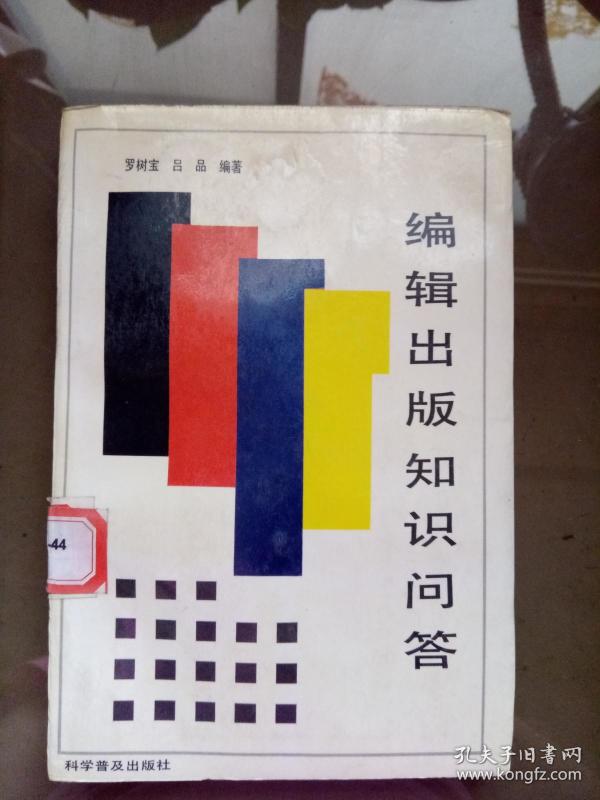 罗树宝 吕品 编著
编辑出版知识问答
-44
科学普及出版社
孔夫子旧书网
www.kongfz.com